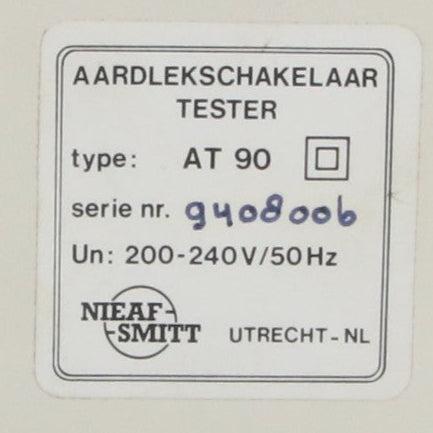 AARDLEKSCHAKELAAR
TESTER
type: AT 90
serie nr. 9408006
Un: 200-240V/50Hz
NIEAF-
SMITT
UTRECHT-NL